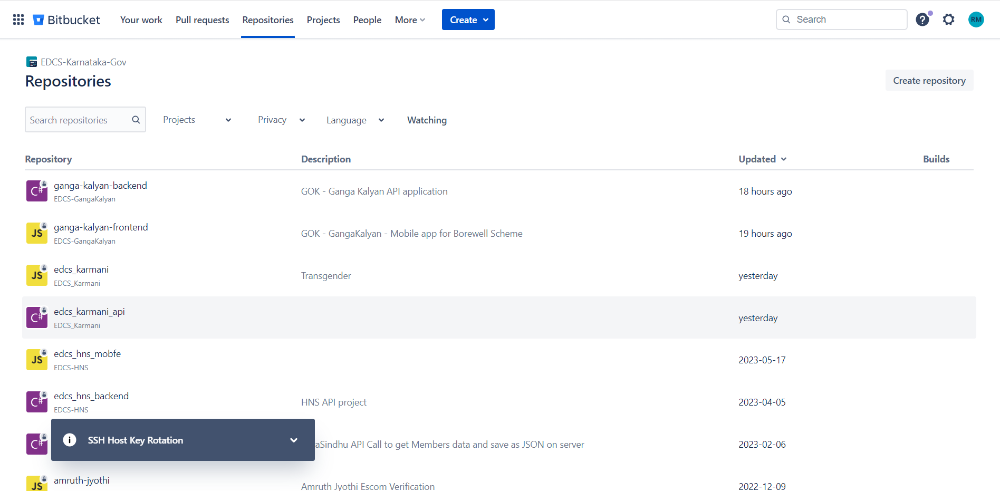 Bitbucket Your work Pull requests Repositories Projects People More Create Search ? RM
EDCS-Karnataka-Gov
Repositories
Create repository
Search repositories Projects Privacy Language Watching
Repository Description Updated Builds
C# ganga-kalyan-backend GOK - Ganga Kalyan API application 18 hours ago
EDCS-GangaKalyan
JS ganga-kalyan-frontend GOK - GangaKalyan - Mobile app for Borewell Scheme 19 hours ago
EDCS-GangaKalyan
JS edcs_karmani Transgender yesterday
EDCS_Karmani
C# edcs_karmani_api yesterday
EDCS_Karmani
JS edcs_hns_mobfe 2023-05-17
EDCS-HNS
C# edcs_hns_backend HNS API project 2023-04-05
EDCS-HNS
C# SSH Host Key Rotation API Call to get Members data and save as JSON on server 2023-02-06
JS amruth-jyothi Amruth Jyothi Escom Verification 2022-12-09